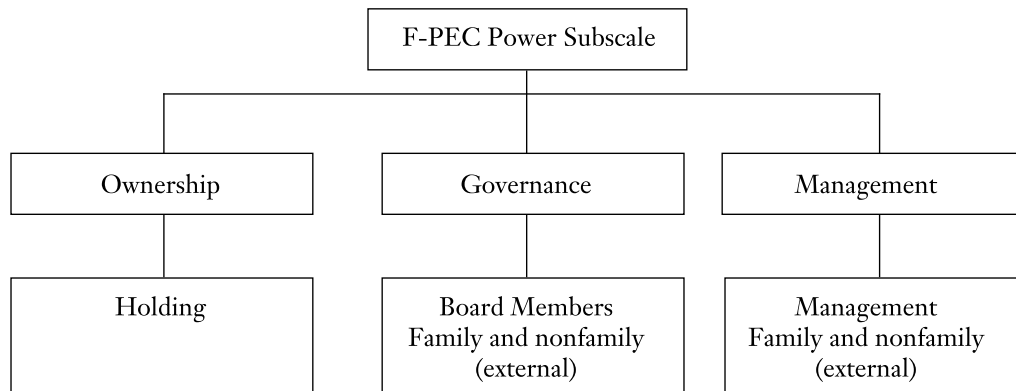 F-PEC Power Subscale
Ownership
Governance
Management
Holding
Board Members
Family and nonfamily
(external)
Management
Family and nonfamily
(external)